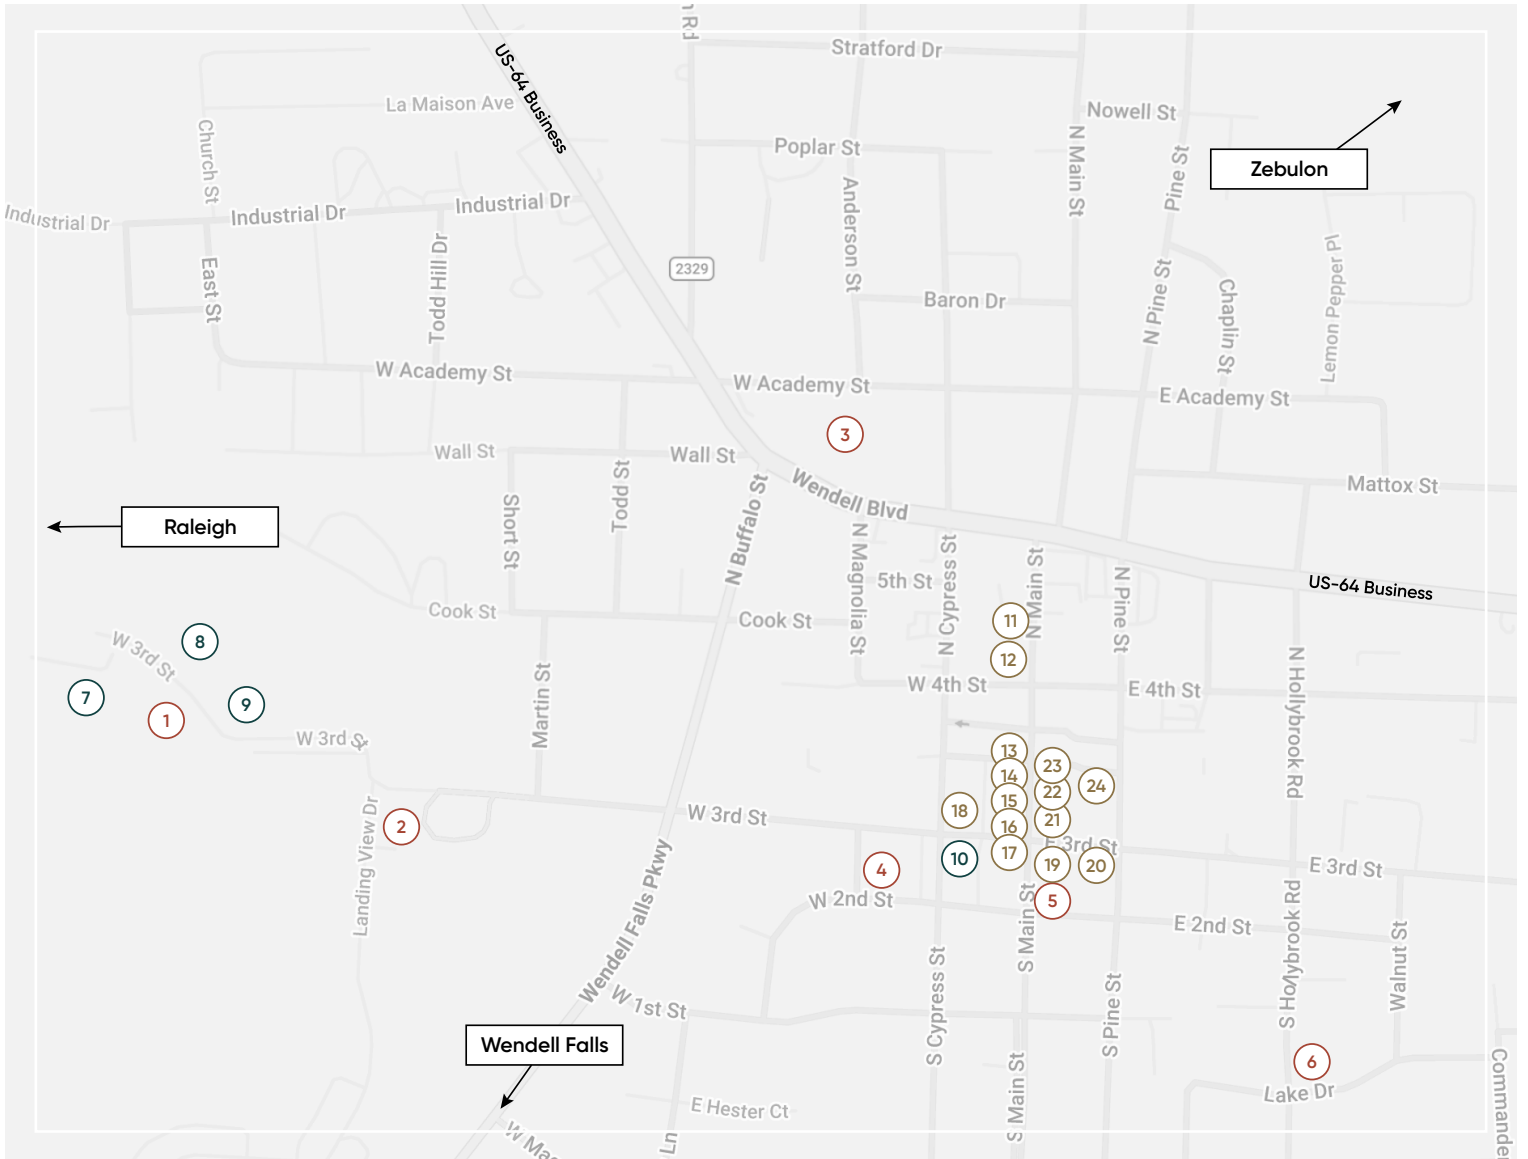 n Rd
US-64 Business
Stratford Dr
La Maison Ave
Nowell St
Church St
Poplar St
N Main St
Pine St
Zebulon
Industrial Dr
Industrial Dr
Industrial Dr
Anderson St
East St
Todd Hill Dr
2329
Baron Dr
N Pine St
Chaplin St
Lemon Pepper Pl
W Academy St
W Academy St
E Academy St
3
Wall St
Wall St
Wendell Blvd
Mattox St
Raleigh
Short St
Todd St
N Buffalo St
N Magnolia St
5th St
N Cypress St
N Main St
N Pine St
US-64 Business
Cook St
Cook St
11
12
W 3rd St
8
7
1
9
W 3rd St
Martin St
W 4th St
E 4th St
N Hollybrook Rd
13
14
15
16
17
23
22
21
24
18
Landing View Dr
2
W 3rd St
E 3rd St
E 3rd St
10
19
20
4
5
W 2nd St
E 2nd St
Wendell Falls Pkwy
S Main St
S Hollybrook Rd
Walnut St
W 1st St
S Cypress St
S Pine St
Wendell Falls
S Main St
6
Lake Dr
E Hester Ct
Commande
W Mac
Ln